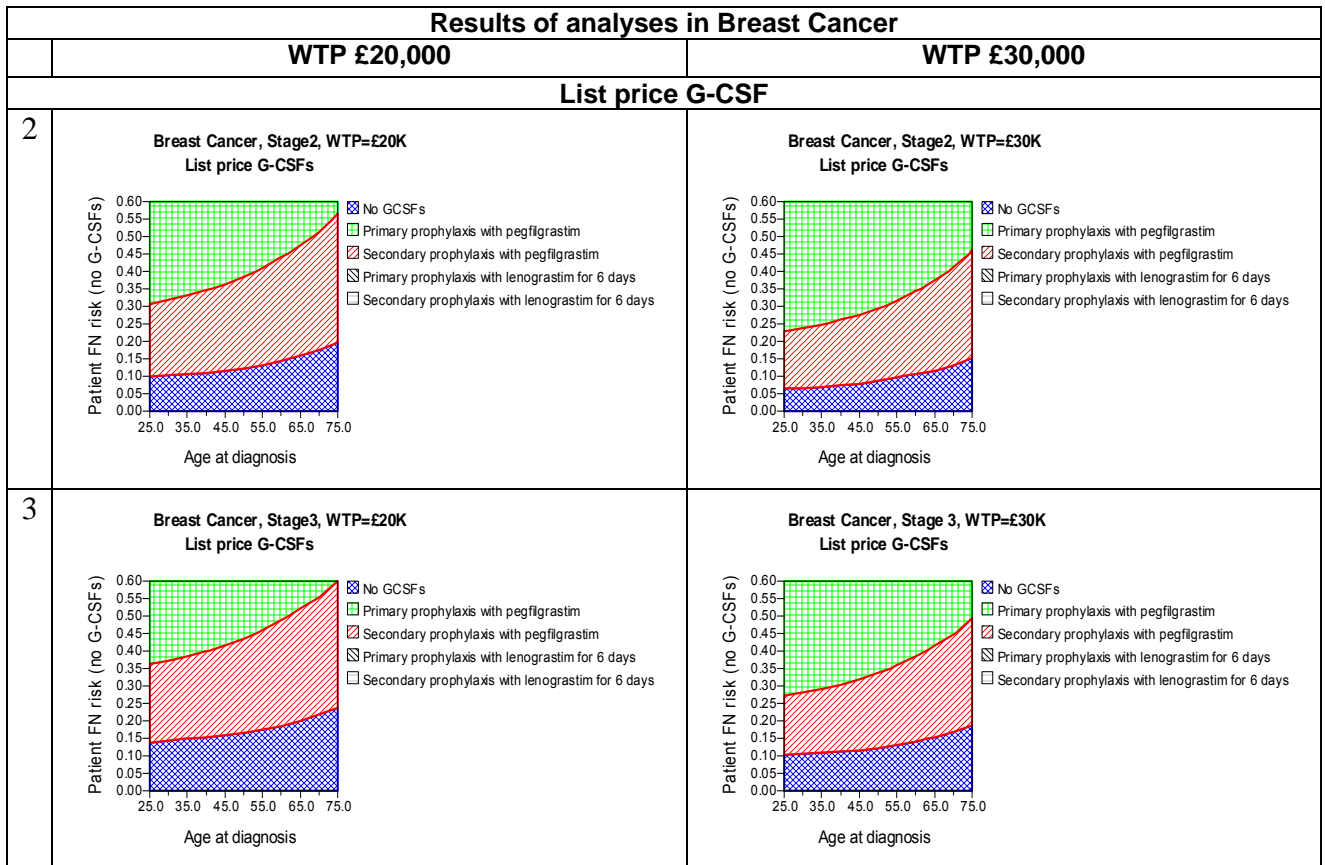 Results of analyses in Breast Cancer
WTP £20,000
WTP £30,000
List price G-CSF
2
Breast Cancer, Stage2, WTP=£20K
List price G-CSFs
Patient FN risk (no G-CSFs)
0.60
0.55
0.50
0.45
0.40
0.35
0.30
0.25
0.20
0.15
0.10
0.05
0.00
25.0 35.0 45.0 55.0 65.0 75.0
Age at diagnosis
No GCSFs
Primary prophylaxis with pegfilgrastim
Secondary prophylaxis with pegfilgrastim
Primary prophylaxis with lenograstim for 6 days
Secondary prophylaxis with lenograstim for 6 days
Breast Cancer, Stage2, WTP=£30K
List price G-CSFs
Patient FN risk (no G-CSFs)
0.60
0.55
0.50
0.45
0.40
0.35
0.30
0.25
0.20
0.15
0.10
0.05
0.00
25.0 35.0 45.0 55.0 65.0 75.0
Age at diagnosis
No GCSFs
Primary prophylaxis with pegfilgrastim
Secondary prophylaxis with pegfilgrastim
Primary prophylaxis with lenograstim for 6 days
Secondary prophylaxis with lenograstim for 6 days
3
Breast Cancer, Stage3, WTP=£20K
List price G-CSFs
Patient FN risk (no G-CSFs)
0.60
0.55
0.50
0.45
0.40
0.35
0.30
0.25
0.20
0.15
0.10
0.05
0.00
25.0 35.0 45.0 55.0 65.0 75.0
Age at diagnosis
No GCSFs
Primary prophylaxis with pegfilgrastim
Secondary prophylaxis with pegfilgrastim
Primary prophylaxis with lenograstim for 6 days
Secondary prophylaxis with lenograstim for 6 days
Breast Cancer, Stage 3, WTP=£30K
List price G-CSFs
Patient FN risk (no G-CSFs)
0.60
0.55
0.50
0.45
0.40
0.35
0.30
0.25
0.20
0.15
0.10
0.05
0.00
25.0 35.0 45.0 55.0 65.0 75.0
Age at diagnosis
No GCSFs
Primary prophylaxis with pegfilgrastim
Secondary prophylaxis with pegfilgrastim
Primary prophylaxis with lenograstim for 6 days
Secondary prophylaxis with lenograstim for 6 days